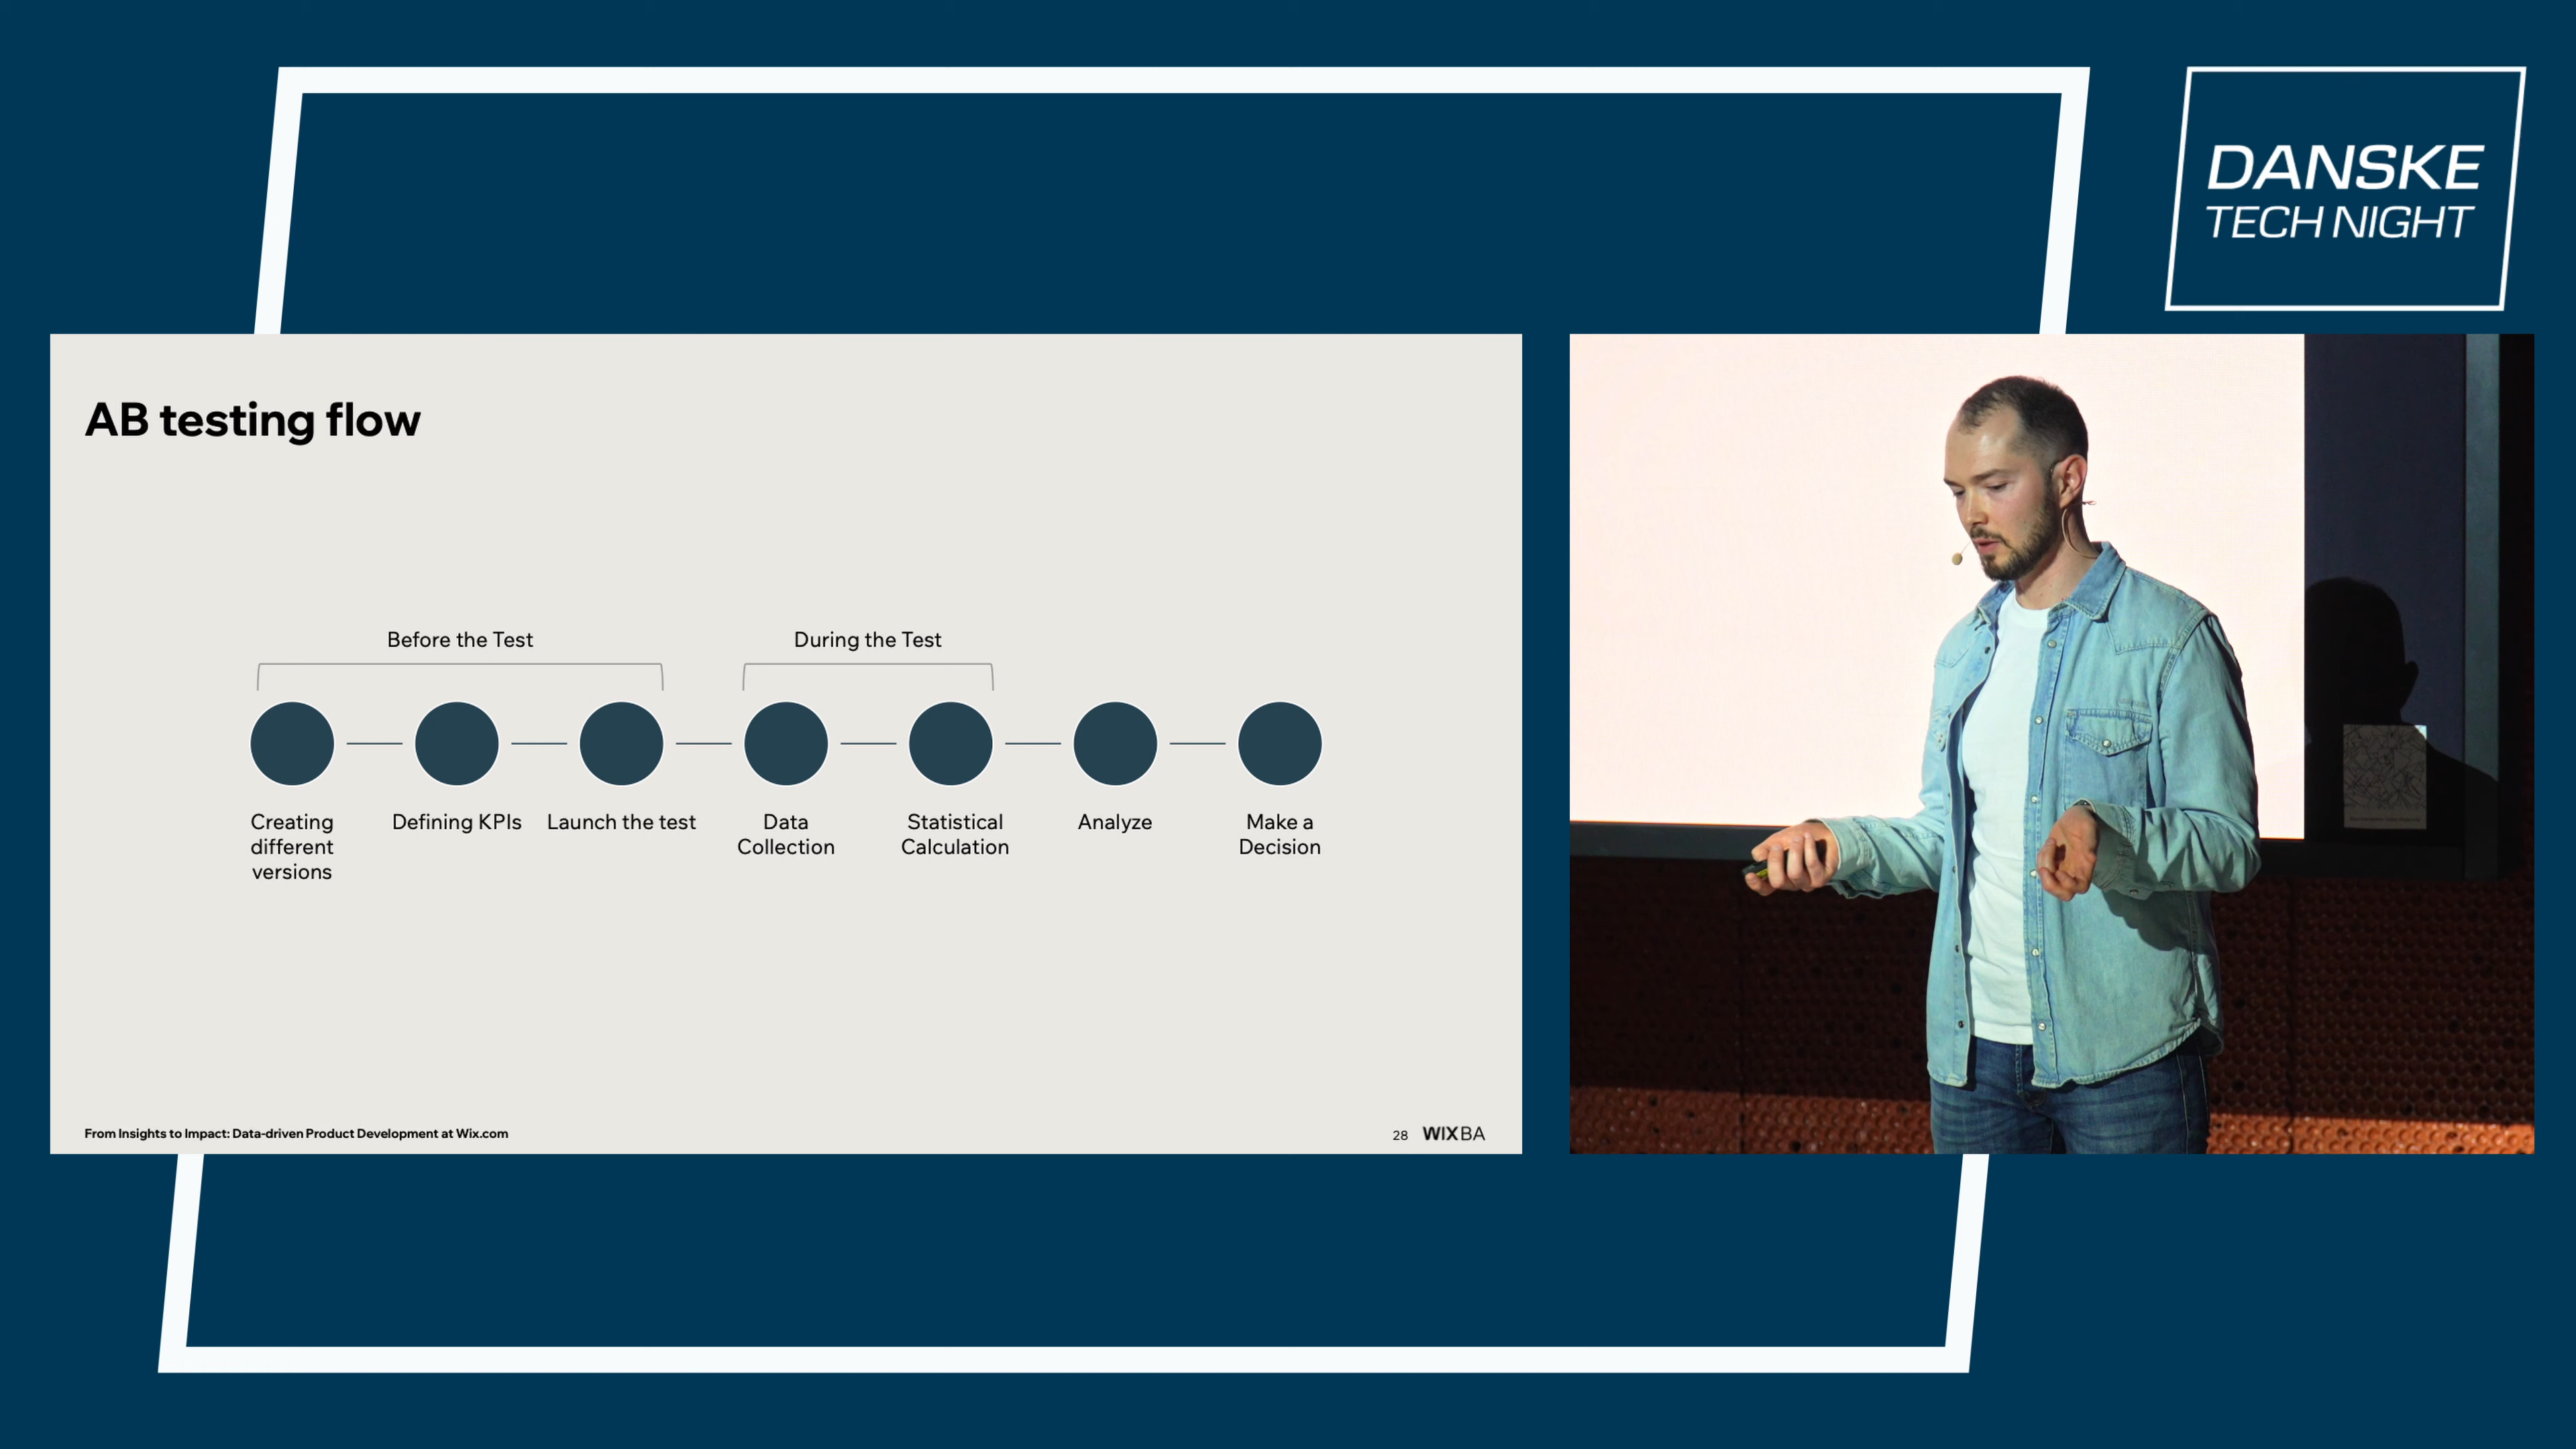 DANSKE
TECH NIGHT
AB testing flow
Before the Test
During the Test
Creating
different
versions
Defining KPIs
Launch the test
Data
Collection
Statistical
Calculation
Analyze
Make a
Decision
From Insights to Impact: Data-driven Product Development at Wix.com
28
WIXBA